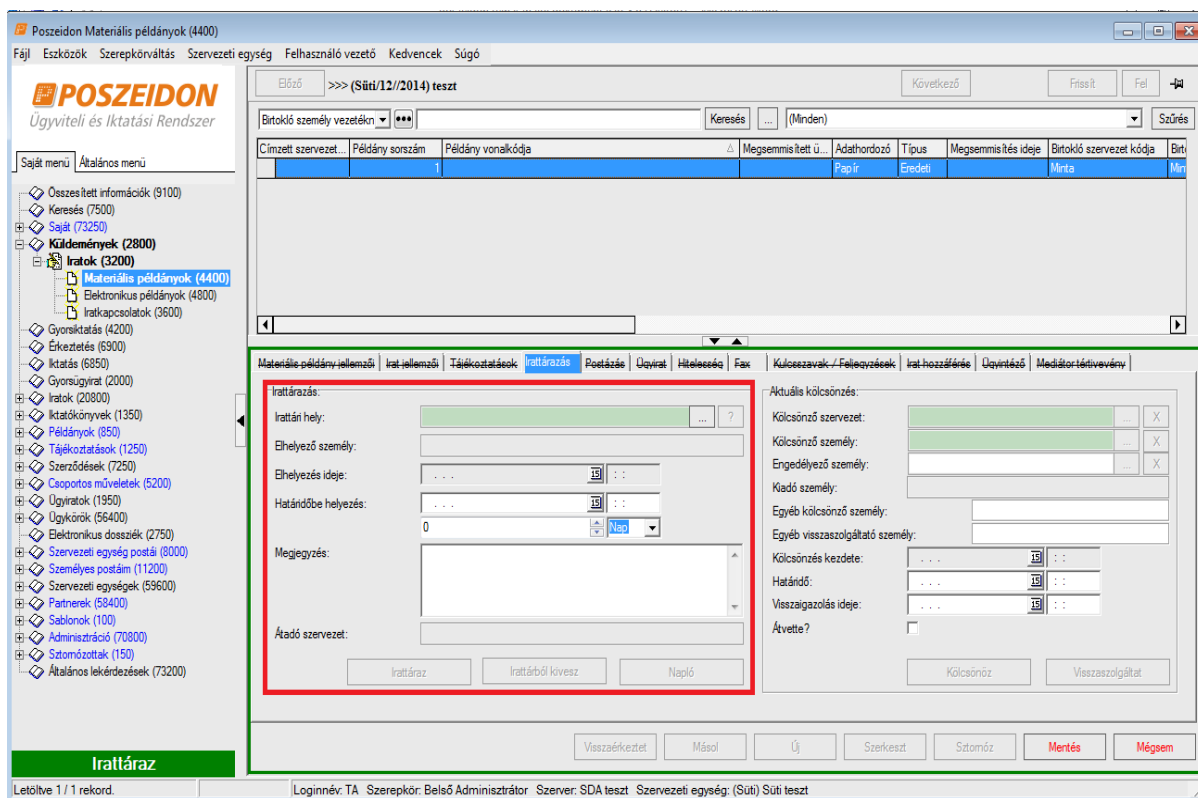 Poszeidon Materiális példányok (4400)
Fájl Eszközök Szerepkörváltás Szervezeti egység Felhasználó vezető Kedvencek Súgó
POSZEIDON
Ügyviteli és Iktatási Rendszer
Saját menü Általános menü
Összesített információk (9100)
Keresés (7500)
Saját (73250)
Küldemények (2800)
Iratok (3200)
Materiális példányok (4400)
Elektronikus példányok (4800)
Iratkapcsolatok (3600)
Gyorsiktatás (4200)
Érkeztetés (6900)
Iktatás (6850)
Gyorsügyirat (2000)
Iratok (20800)
Iktatókönyvek (1350)
Példányok (850)
Tájékoztatások (1250)
Szerződések (7250)
Csoportos műveletek (5200)
Ügyiratok (1950)
Ügykörök (56400)
Elektronikus dossziék (2750)
Szervezeti egység postái (8000)
Személyes postáim (11200)
Szervezeti egységek (59600)
Partnerek (58400)
Sablonok (100)
Adminisztráció (70800)
Sztornózottak (150)
Általános lekérdezések (73200)
Irattáraz
Előző >>> (Süti/12//2014) teszt Következő Frissít Fel
Birtokló személy vezetékn Keresés ... (Minden) Szűrés
Címzett szervezet... Példány sorszám Példány vonalkódja Megsemmisített ü... Adathordozó Típus Megsemmisítés ideje Birtokló szervezet kódja Birt
1 Papír Eredeti Minta Min
Materiális példány jellemzői Irat jellemzői Tájékoztatások Irattárazás Postázás Ügyirat Hitelesség Fax Kulcsszavak / Feljegyzések Irat hozzáférés Ügyintéző Mediátor tértivevény
Irattárazás:
Irattári hely: ... ?
Elhelyező személy:
Elhelyezés ideje: . . . 15 : :
Határidőbe helyezés: . . . 15 : :
0 Nap
Megjegyzés:
Átadó szervezet:
Irattáraz Irattárból kivesz Napló
Aktuális kölcsönzés:
Kölcsönző szervezet: ... X
Kölcsönző személy: ... X
Engedélyező személy: ... X
Kiadó személy:
Egyéb kölcsönző személy:
Egyéb visszaszolgáltató személy:
Kölcsönzés kezdete: . . . 15 : :
Határidő: . . . 15 : :
Visszaigazolás ideje: . . . 15 : :
Átvette?
Kölcsönöz Visszaszolgáltat
Visszaérkeztet Másol Új Szerkeszt Sztornóz Mentés Mégsem
Letöltve 1 / 1 rekord. Loginnév: TA Szerepkör: Belső Adminisztrátor Szerver: SDA teszt Szervezeti egység: (Süti) Süti teszt